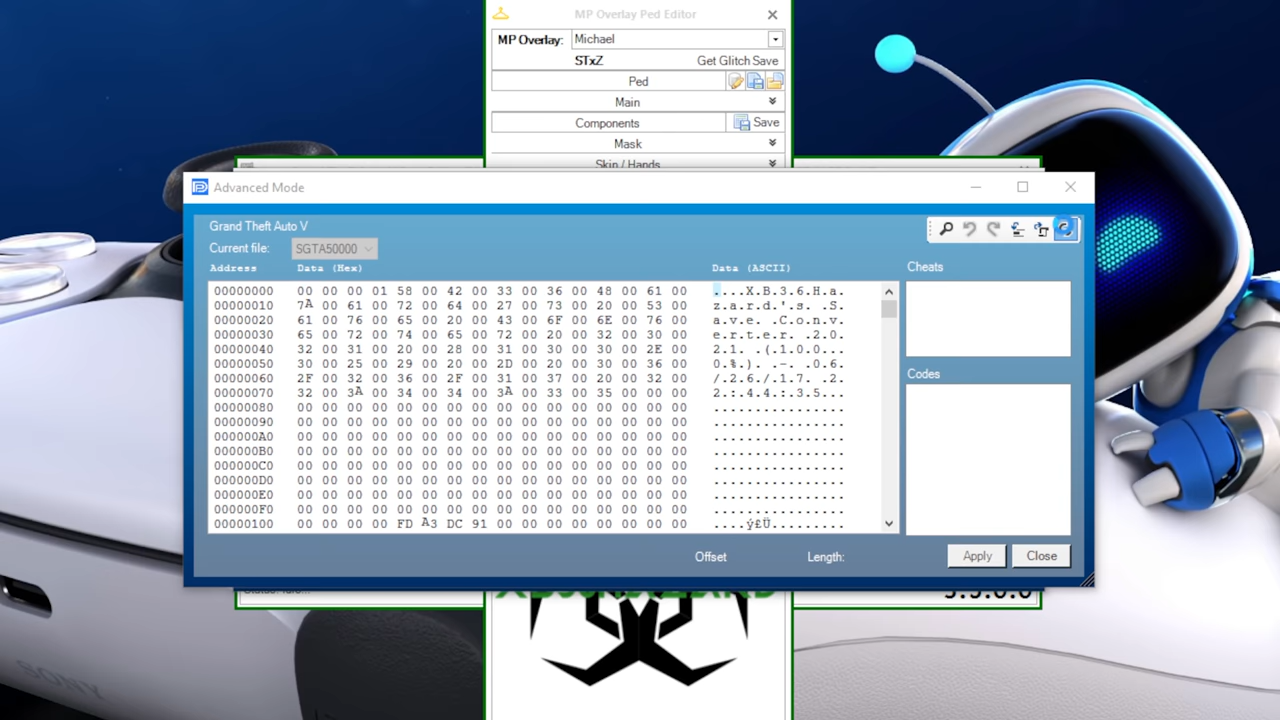 MP Overlay Ped Editor
MP Overlay: Michael
STxZ Get Glitch Save
Ped
Main
Components Save
Mask
Skin / Hands
Advanced Mode
Grand Theft Auto V
Current file: SGTA50000
Address Data (Hex) Data (ASCII) Cheats
00000000 00 00 00 01 58 00 42 00 33 00 36 00 48 00 61 00 ....X.B.3.6.H.a.
00000010 7A 00 61 00 72 00 64 00 27 00 73 00 20 00 53 00 z.a.r.d.'.s. .S.
00000020 61 00 76 00 65 00 20 00 43 00 6F 00 6E 00 76 00 a.v.e. .C.o.n.v.
00000030 65 00 72 00 74 00 65 00 72 00 20 00 32 00 30 00 e.r.t.e.r. .2.0.
00000040 32 00 31 00 20 00 28 00 31 00 30 00 30 00 2E 00 2.1. .(.1.0.0...
00000050 30 00 25 00 29 00 20 00 2D 00 20 00 30 00 36 00 0.%.). .-. .0.6.
00000060 2F 00 32 00 36 00 2F 00 31 00 37 00 20 00 32 00 /.2.6./.1.7. .2.
00000070 32 00 3A 00 34 00 34 00 3A 00 33 00 35 00 00 00 2.:.4.4.:.3.5...
00000080 00 00 00 00 00 00 00 00 00 00 00 00 00 00 00 00 ................
00000090 00 00 00 00 00 00 00 00 00 00 00 00 00 00 00 00 ................
000000A0 00 00 00 00 00 00 00 00 00 00 00 00 00 00 00 00 ................
000000B0 00 00 00 00 00 00 00 00 00 00 00 00 00 00 00 00 ................
000000C0 00 00 00 00 00 00 00 00 00 00 00 00 00 00 00 00 ................
000000D0 00 00 00 00 00 00 00 00 00 00 00 00 00 00 00 00 ................
000000E0 00 00 00 00 00 00 00 00 00 00 00 00 00 00 00 00 ................
000000F0 00 00 00 00 00 00 00 00 00 00 00 00 00 00 00 00 ................
00000100 00 00 00 00 FD A3 DC 91 00 00 00 00 00 00 00 00 ....ý£Ü.........
Codes
Offset Length: Apply Close
SONY